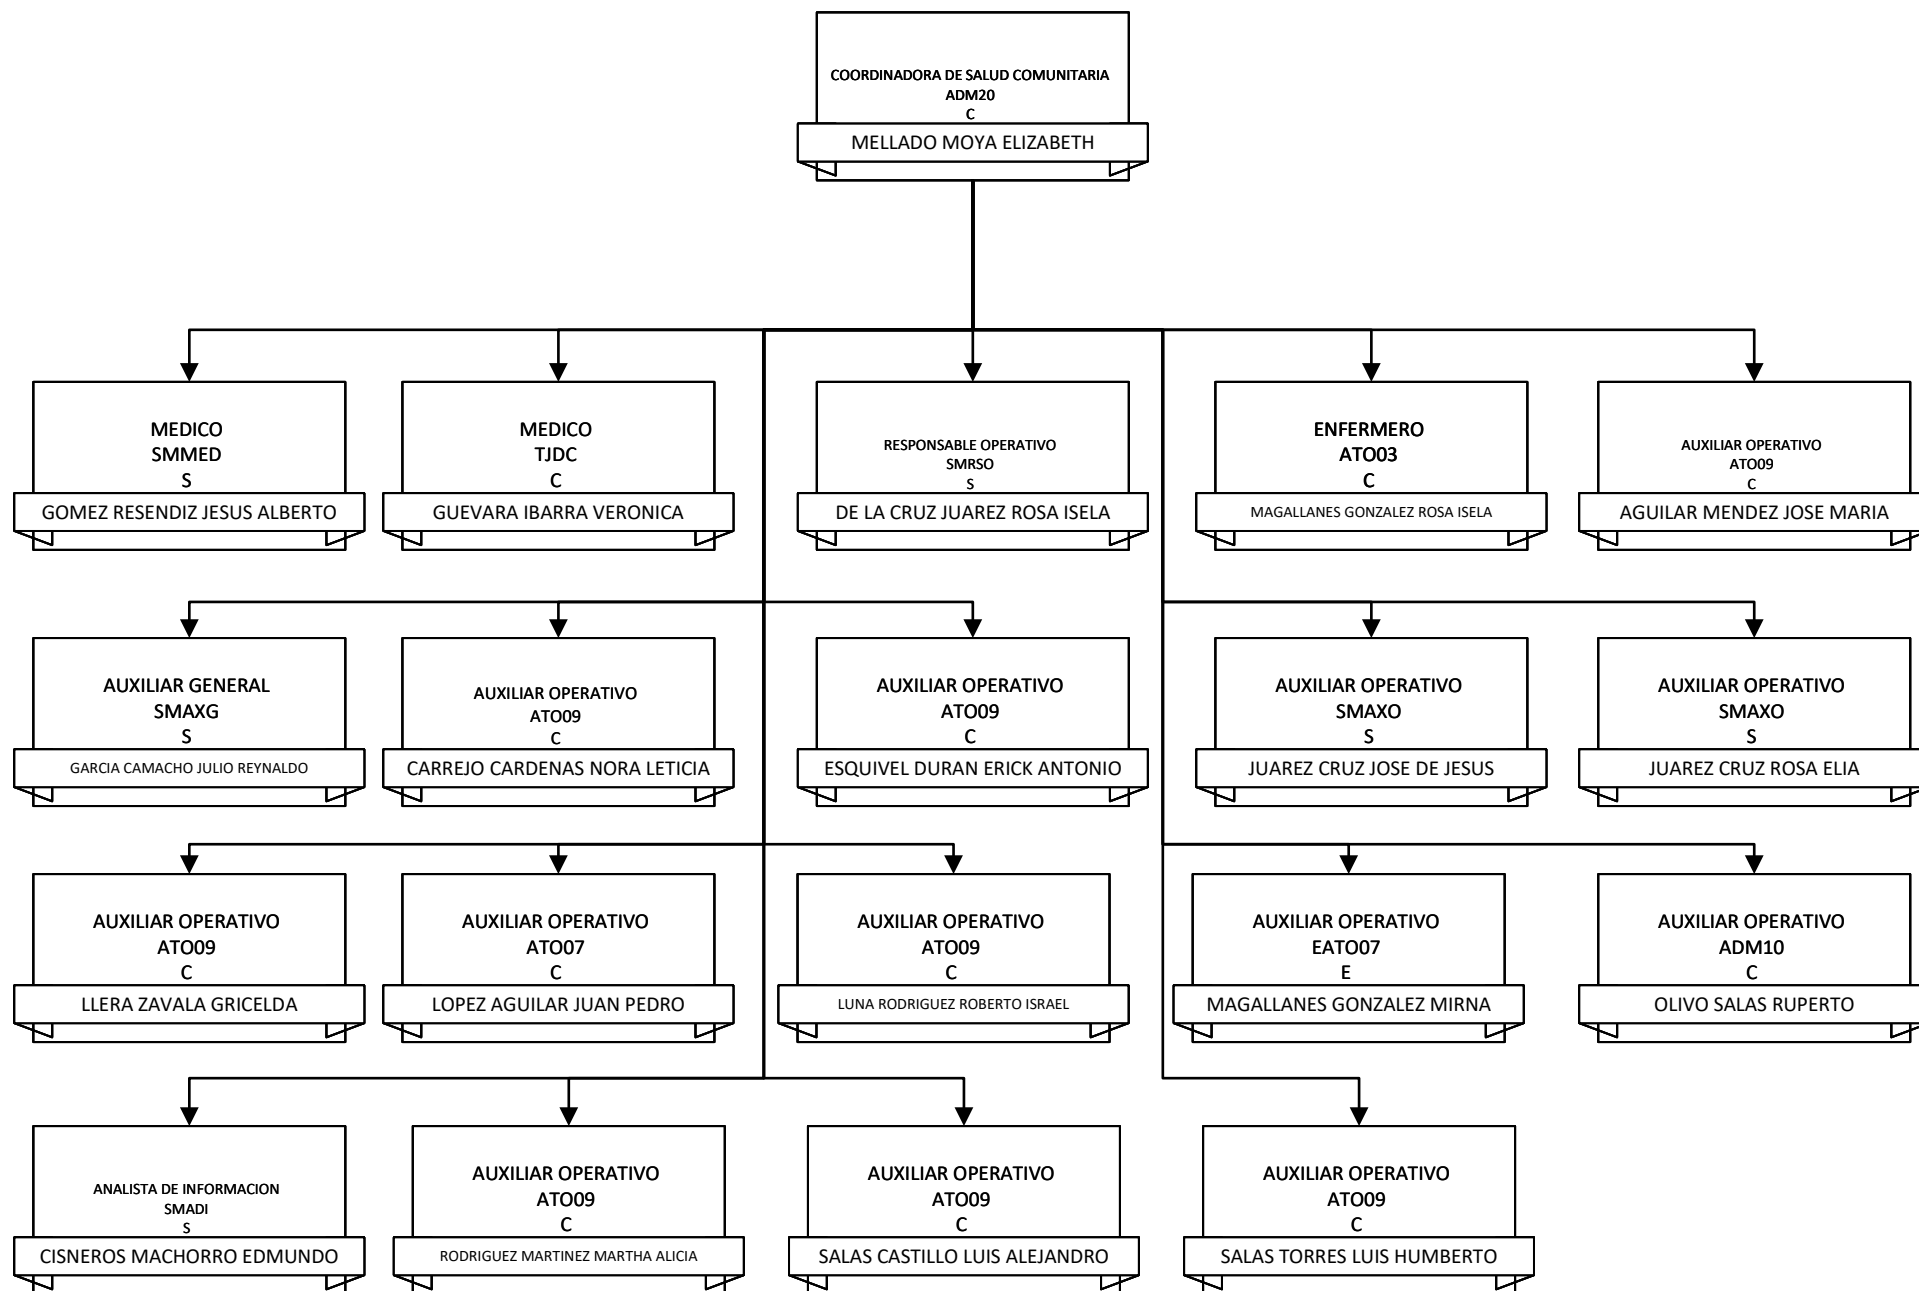 COORDINADORA DE SALUD COMUNITARIA
ADM20
C
MELLADO MOYA ELIZABETH
MEDICO
SMMED
S
GOMEZ RESENDIZ JESUS ALBERTO
MEDICO
TJDC
C
GUEVARA IBARRA VERONICA
RESPONSABLE OPERATIVO
SMRSO
S
DE LA CRUZ JUAREZ ROSA ISELA
ENFERMERO
ATO03
C
MAGALLANES GONZALEZ ROSA ISELA
AUXILIAR OPERATIVO
ATO09
C
AGUILAR MENDEZ JOSE MARIA
AUXILIAR GENERAL
SMAXG
S
GARCIA CAMACHO JULIO REYNALDO
AUXILIAR OPERATIVO
ATO09
C
CARREJO CARDENAS NORA LETICIA
AUXILIAR OPERATIVO
ATO09
C
ESQUIVEL DURAN ERICK ANTONIO
AUXILIAR OPERATIVO
SMAXO
S
JUAREZ CRUZ JOSE DE JESUS
AUXILIAR OPERATIVO
SMAXO
S
JUAREZ CRUZ ROSA ELIA
AUXILIAR OPERATIVO
ATO09
C
LLERA ZAVALA GRICELDA
AUXILIAR OPERATIVO
ATO07
C
LOPEZ AGUILAR JUAN PEDRO
AUXILIAR OPERATIVO
ATO09
C
LUNA RODRIGUEZ ROBERTO ISRAEL
AUXILIAR OPERATIVO
EATO07
E
MAGALLANES GONZALEZ MIRNA
AUXILIAR OPERATIVO
ADM10
C
OLIVO SALAS RUPERTO
ANALISTA DE INFORMACION
SMADI
S
CISNEROS MACHORRO EDMUNDO
AUXILIAR OPERATIVO
ATO09
C
RODRIGUEZ MARTINEZ MARTHA ALICIA
AUXILIAR OPERATIVO
ATO09
C
SALAS CASTILLO LUIS ALEJANDRO
AUXILIAR OPERATIVO
ATO09
C
SALAS TORRES LUIS HUMBERTO